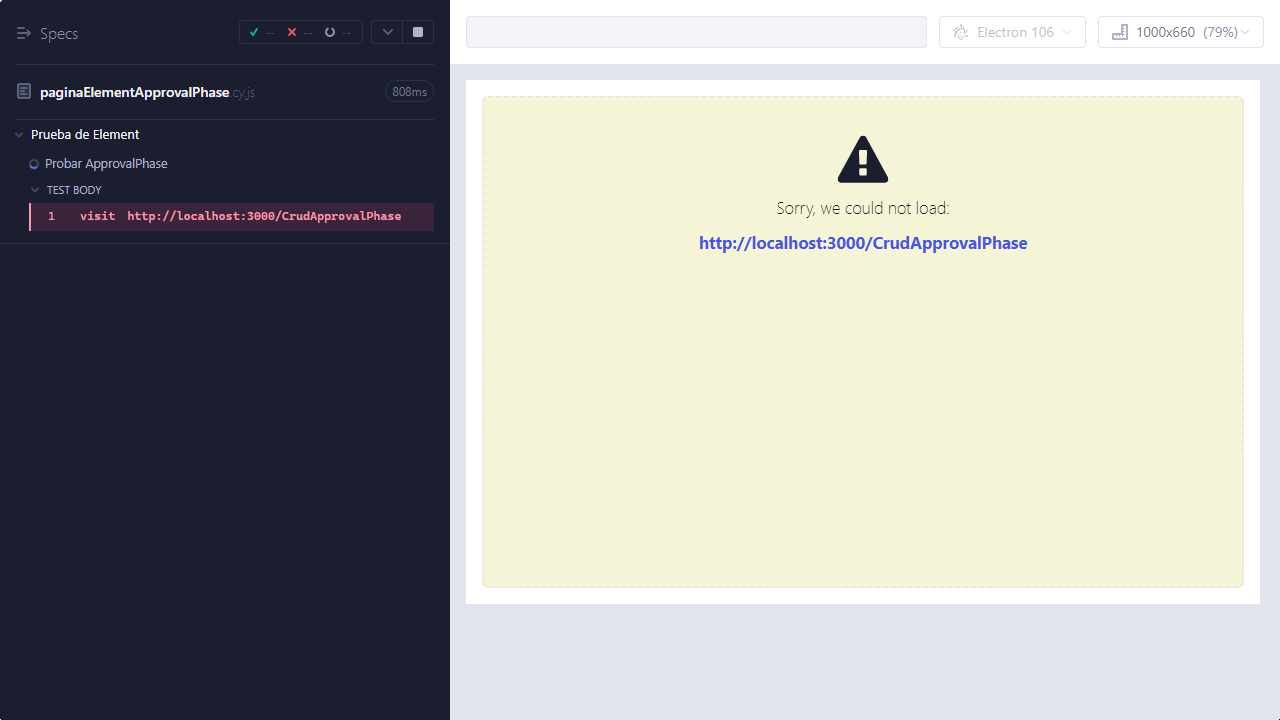 Specs
--
--
--
paginaElementApprovalPhase.cy.js
808ms
Prueba de Element
Probar ApprovalPhase
TEST BODY
1 visit http://localhost:3000/CrudApprovalPhase
Electron 106
1000x660 (79%)
Sorry, we could not load:
http://localhost:3000/CrudApprovalPhase